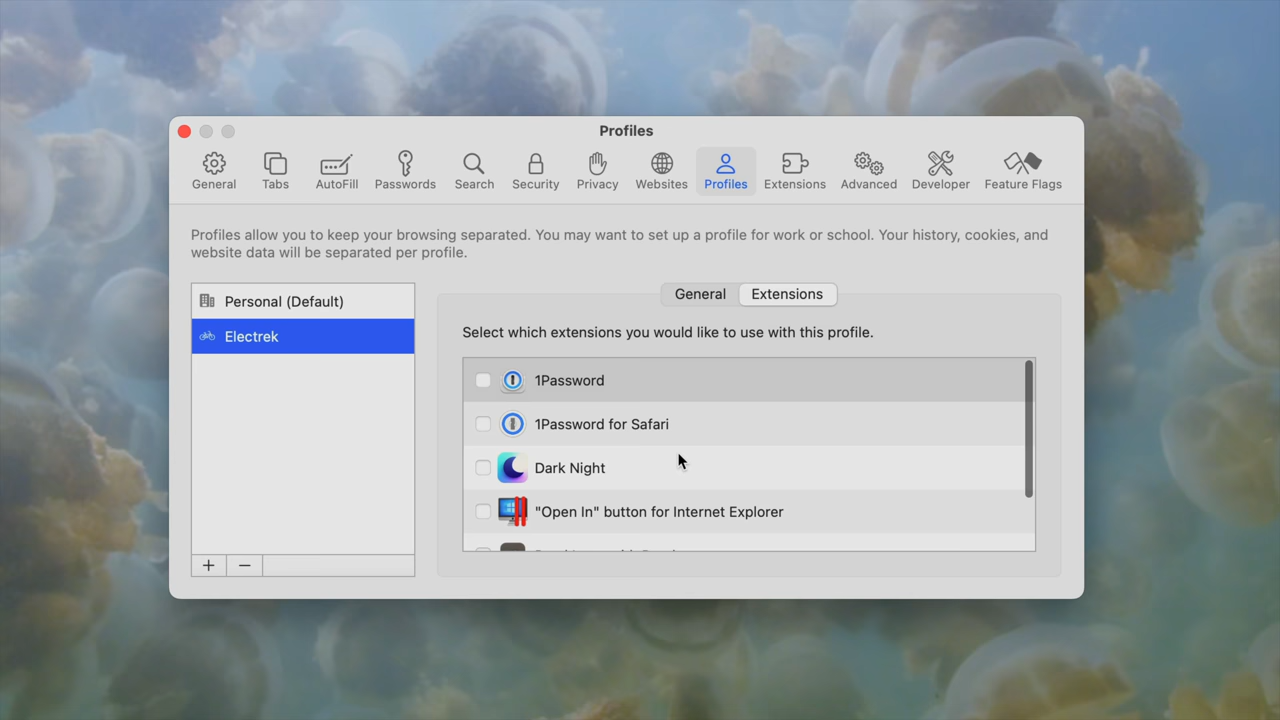 Profiles
General
Tabs
AutoFill
Passwords
Search
Security
Privacy
Websites
Profiles
Extensions
Advanced
Developer
Feature Flags
Profiles allow you to keep your browsing separated. You may want to set up a profile for work or school. Your history, cookies, and
website data will be separated per profile.
Personal (Default)
Electrek
General
Extensions
Select which extensions you would like to use with this profile.
1Password
1Password for Safari
Dark Night
"Open In" button for Internet Explorer